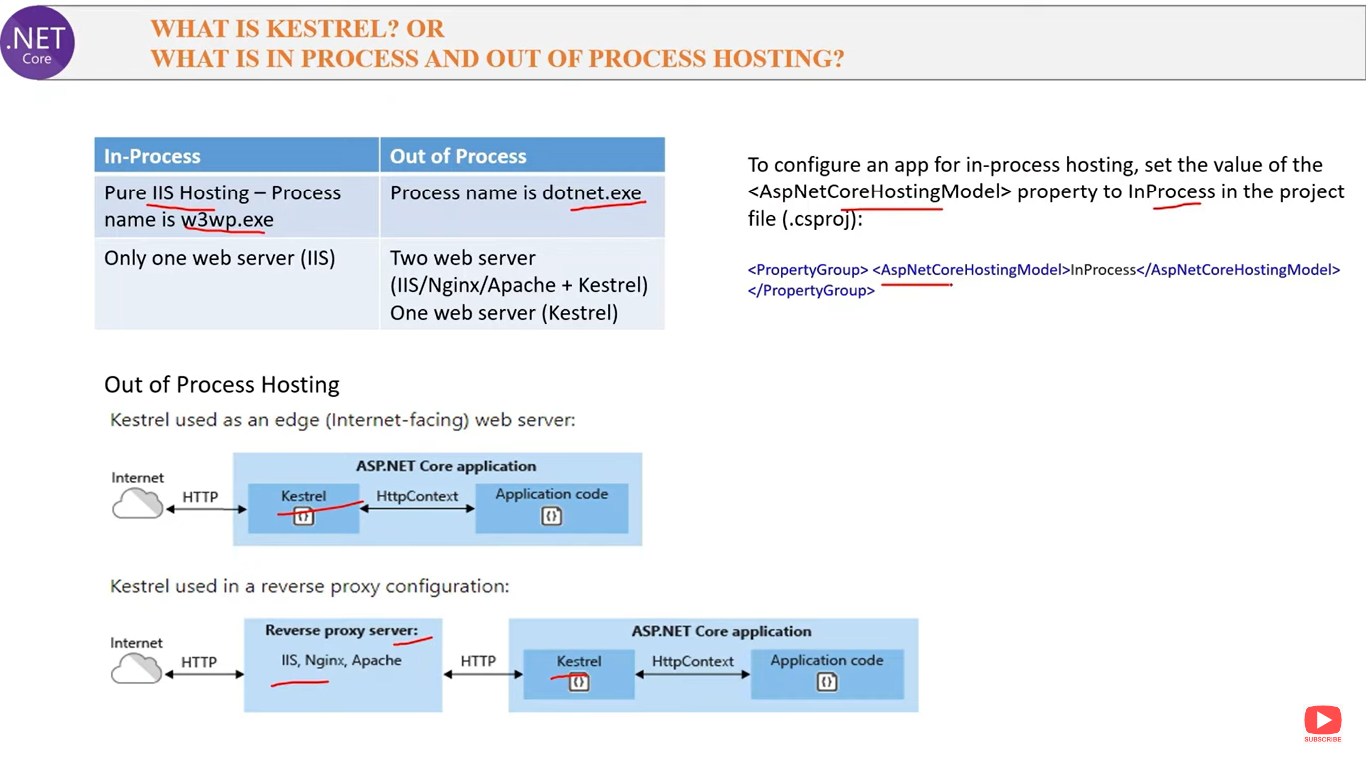 .NET
Core
WHAT IS KESTREL? OR
WHAT IS IN PROCESS AND OUT OF PROCESS HOSTING?
In-Process
Out of Process
Pure IIS Hosting – Process
name is w3wp.exe
Process name is dotnet.exe
Only one web server (IIS)
Two web server
(IIS/Nginx/Apache + Kestrel)
One web server (Kestrel)
To configure an app for in-process hosting, set the value of the
<AspNetCoreHostingModel> property to InProcess in the project
file (.csproj):
<PropertyGroup> <AspNetCoreHostingModel>InProcess</AspNetCoreHostingModel>
</PropertyGroup>
Out of Process Hosting
Kestrel used as an edge (Internet-facing) web server:
Internet
HTTP
ASP.NET Core application
Kestrel
{}
HttpContext
Application code
{}
Kestrel used in a reverse proxy configuration:
Internet
HTTP
Reverse proxy server:
IIS, Nginx, Apache
HTTP
ASP.NET Core application
Kestrel
{}
HttpContext
Application code
{}
SUBSCRIBE